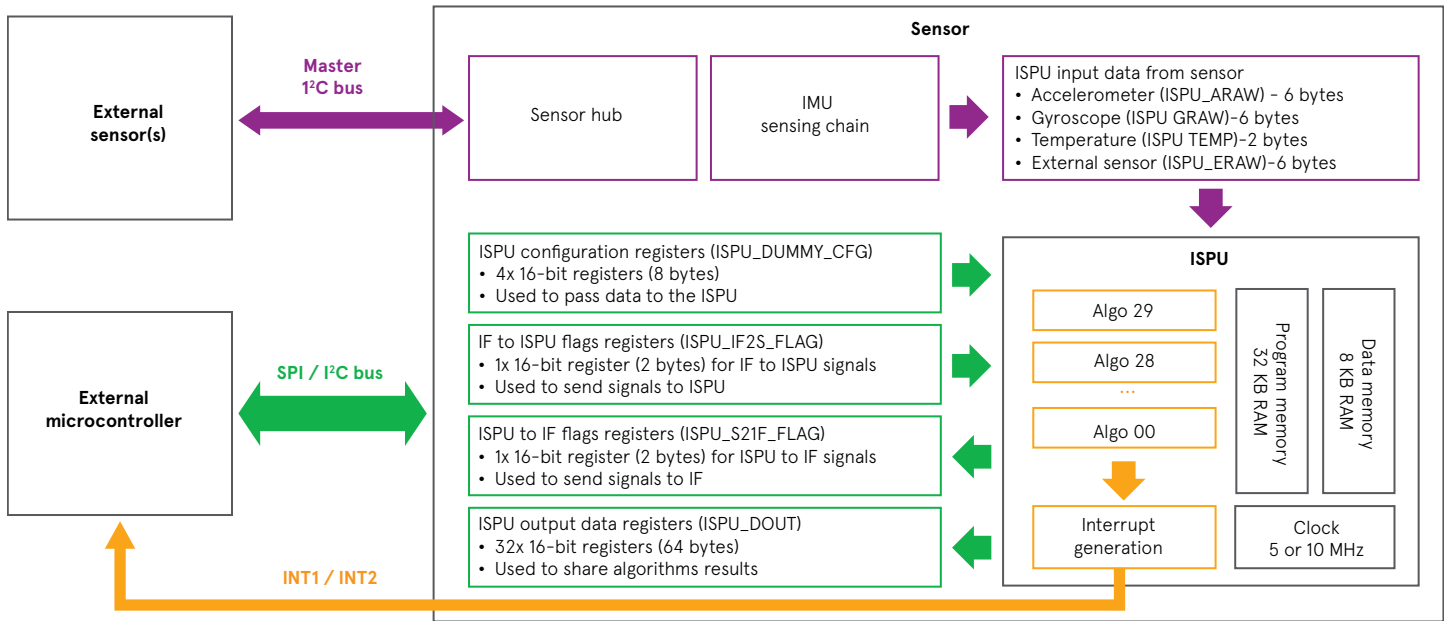 Sensor
Master
1²C bus
External
sensor(s)
Sensor hub
IMU
sensing chain
ISPU input data from sensor
• Accelerometer (ISPU_ARAW) - 6 bytes
• Gyroscope (ISPU GRAW)-6 bytes
• Temperature (ISPU TEMP)-2 bytes
• External sensor (ISPU_ERAW)-6 bytes
ISPU configuration registers (ISPU_DUMMY_CFG)
• 4x 16-bit registers (8 bytes)
• Used to pass data to the ISPU
IF to ISPU flags registers (ISPU_IF2S_FLAG)
• 1x 16-bit register (2 bytes) for IF to ISPU signals
• Used to send signals to ISPU
ISPU to IF flags registers (ISPU_S21F_FLAG)
• 1x 16-bit register (2 bytes) for ISPU to IF signals
• Used to send signals to IF
ISPU output data registers (ISPU_DOUT)
• 32x 16-bit registers (64 bytes)
• Used to share algorithms results
SPI / I²C bus
External
microcontroller
INT1 / INT2
ISPU
Algo 29
Algo 28
...
Algo 00
Interrupt
generation
Program memory
32 KB RAM
Data memory
8 KB RAM
Clock
5 or 10 MHz